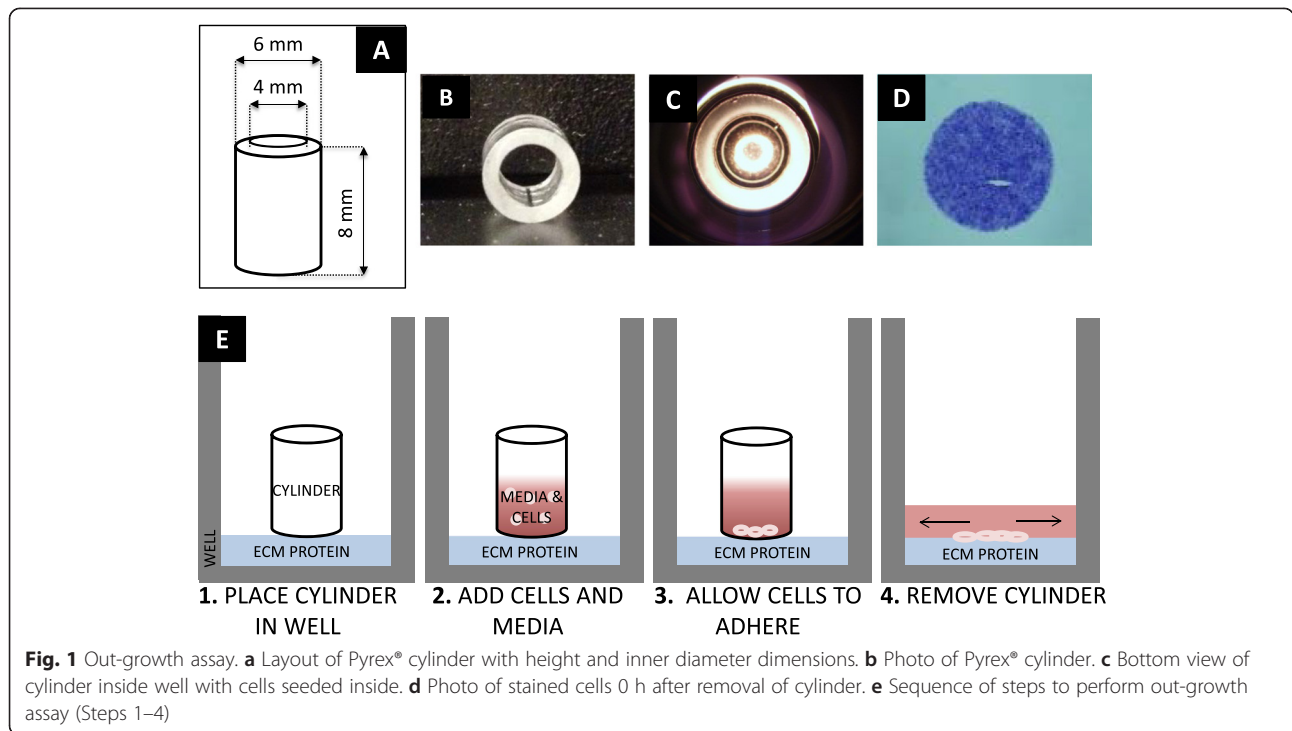 6 mm
A
4 mm
8 mm
B
C
D
E
CYLINDER
WELL
ECM PROTEIN
MEDIA &
CELLS
ECM PROTEIN
ECM PROTEIN
ECM PROTEIN
1. PLACE CYLINDER
IN WELL
2. ADD CELLS AND
MEDIA
3. ALLOW CELLS TO
ADHERE
4. REMOVE CYLINDER
Fig. 1 Out-growth assay. a Layout of Pyrex® cylinder with height and inner diameter dimensions. b Photo of Pyrex® cylinder. c Bottom view of
cylinder inside well with cells seeded inside. d Photo of stained cells 0 h after removal of cylinder. e Sequence of steps to perform out-growth
assay (Steps 1–4)